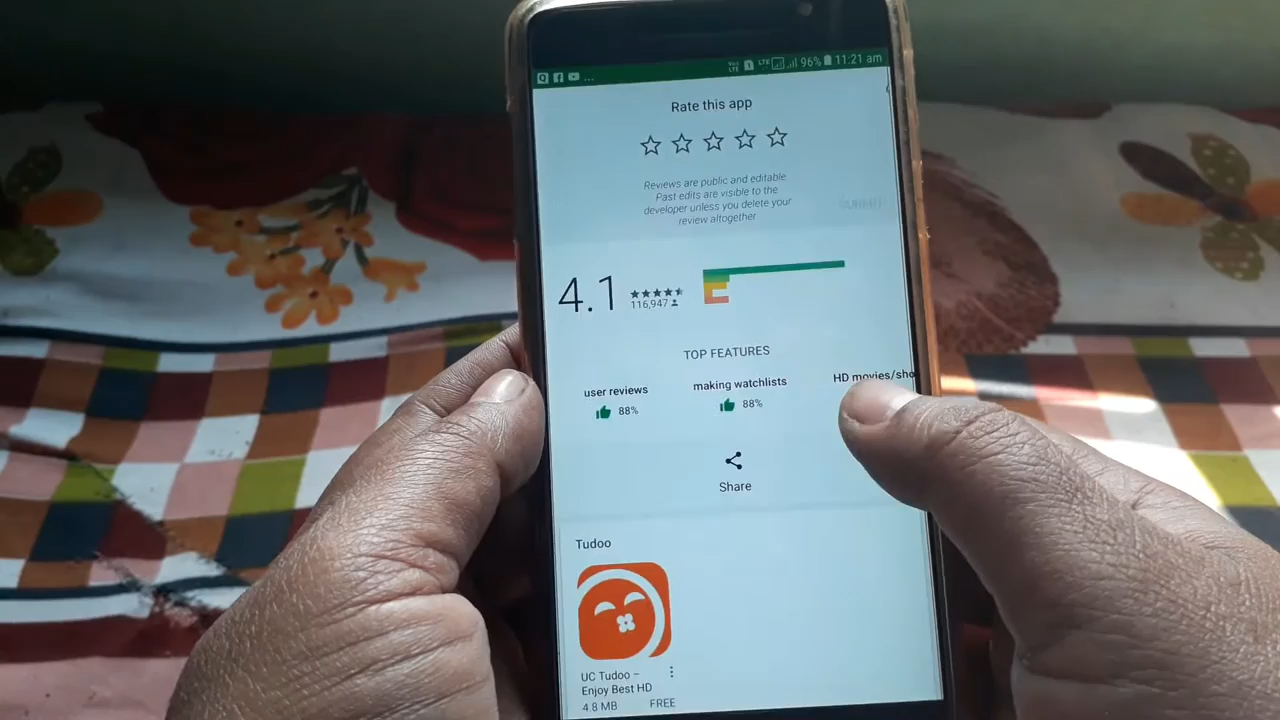 96% 11:21 am
Rate this app
Reviews are public and editable
Past edits are visible to the
developer unless you delete your
review altogether
SUBMIT
4.1
116,947
TOP FEATURES
user reviews
88%
making watchlists
88%
HD movies/sho
Share
Tudoo
UC Tudoo –
Enjoy Best HD
4.8 MB FREE